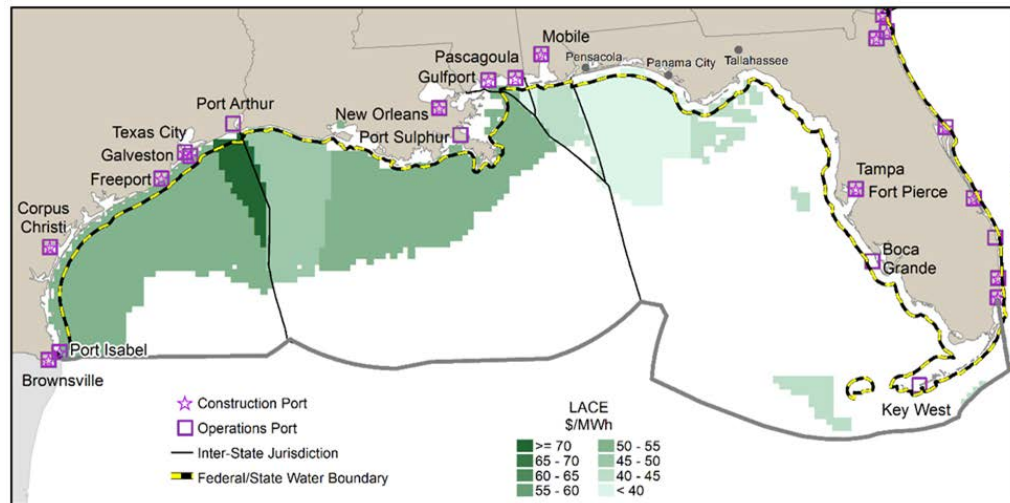 Mobile
Pascagoula
Pensacola
Tallahassee
Gulfport
Panama City
Port Arthur
New Orleans
Texas City
Port Sulphur
Galveston
Freeport
Tampa
Fort Pierce
Corpus
Christi
Boca
Grande
Port Isabel
Brownsville
Key West
Construction Port
Operations Port
Inter-State Jurisdiction
Federal/State Water Boundary
LACE
$/MWh
>= 70 50 - 55
65 - 70 45 - 50
60 - 65 40 - 45
55 - 60 < 40